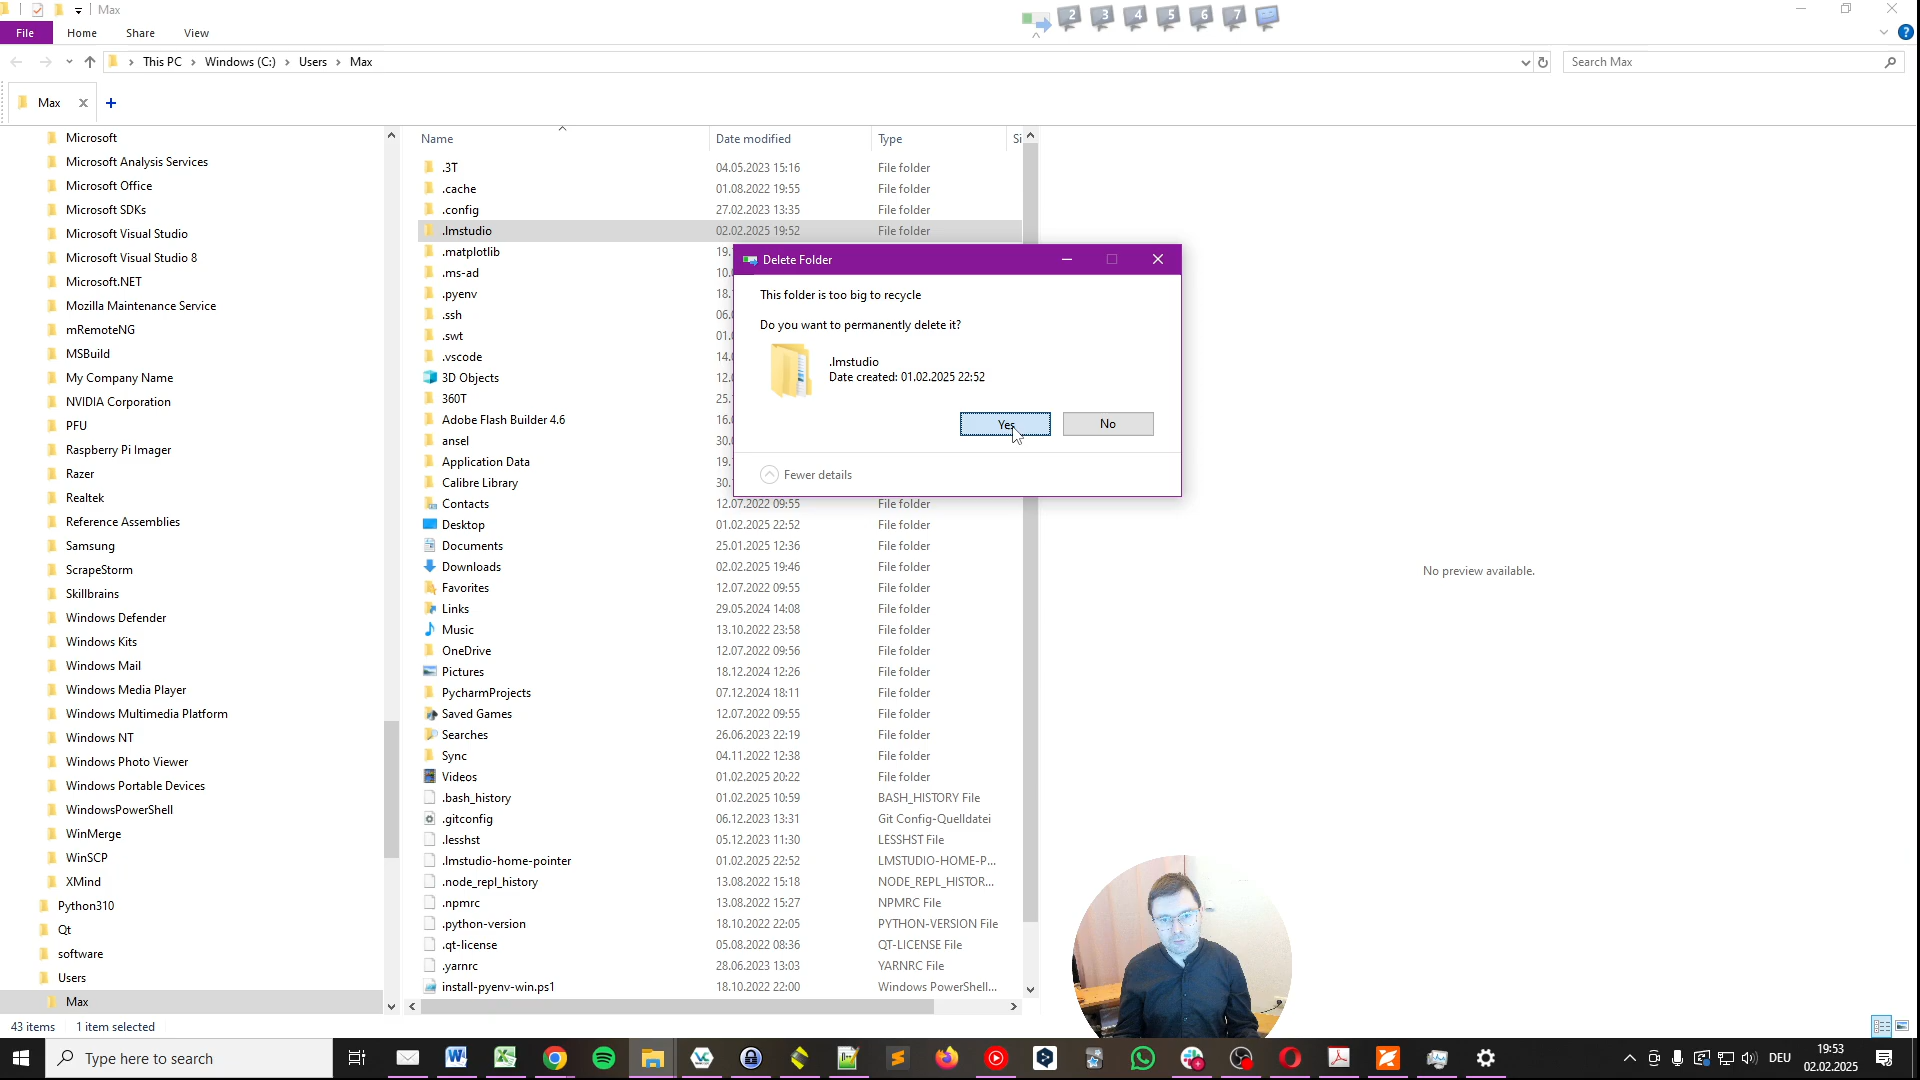 Max
File
Home
Share
View
2
3
4
5
6
7
This PC
Windows (C:)
Users
Max
Search Max
Max
Microsoft
Microsoft Analysis Services
Microsoft Office
Microsoft SDKs
Microsoft Visual Studio
Microsoft Visual Studio 8
Microsoft.NET
Mozilla Maintenance Service
mRemoteNG
MSBuild
My Company Name
NVIDIA Corporation
PFU
Raspberry Pi Imager
Razer
Realtek
Reference Assemblies
Samsung
ScrapeStorm
Skillbrains
Windows Defender
Windows Kits
Windows Mail
Windows Media Player
Windows Multimedia Platform
Windows NT
Windows Photo Viewer
Windows Portable Devices
WindowsPowerShell
WinMerge
WinSCP
XMind
Python310
Qt
software
Users
Max
Name Date modified Type Si
.3T 04.05.2023 15:16 File folder
.cache 01.08.2022 19:55 File folder
.config 27.02.2023 13:35 File folder
.lmstudio 02.02.2025 19:52 File folder
.matplotlib 19.
.ms-ad 10.
.pyenv 18.
.ssh 06.
.swt 01.
.vscode 14.
3D Objects 12.
360T 25.
Adobe Flash Builder 4.6 16.
ansel 30.
Application Data 19.
Calibre Library 30.
Contacts 12.07.2022 09:55 File folder
Desktop 01.02.2025 22:52 File folder
Documents 25.01.2025 12:36 File folder
Downloads 02.02.2025 19:46 File folder
Favorites 12.07.2022 09:55 File folder
Links 29.05.2024 14:08 File folder
Music 13.10.2022 23:58 File folder
OneDrive 12.07.2022 09:56 File folder
Pictures 18.12.2024 12:26 File folder
PycharmProjects 07.12.2024 18:11 File folder
Saved Games 12.07.2022 09:55 File folder
Searches 26.06.2023 22:19 File folder
Sync 04.11.2022 12:38 File folder
Videos 01.02.2025 20:22 File folder
.bash_history 01.02.2025 10:59 BASH_HISTORY File
.gitconfig 06.12.2023 13:31 Git Config-Quelldatei
.lesshst 05.12.2023 11:30 LESSHST File
.lmstudio-home-pointer 01.02.2025 22:52 LMSTUDIO-HOME-P...
.node_repl_history 13.08.2022 15:18 NODE_REPL_HISTOR...
.npmrc 13.08.2022 15:27 NPMRC File
.python-version 18.10.2022 22:05 PYTHON-VERSION File
.qt-license 05.08.2022 08:36 QT-LICENSE File
.yarnrc 28.06.2023 13:03 YARNRC File
install-pyenv-win.ps1 18.10.2022 22:00 Windows PowerShell...
Delete Folder
This folder is too big to recycle
Do you want to permanently delete it?
.lmstudio
Date created: 01.02.2025 22:52
Yes
No
Fewer details
No preview available.
43 items 1 item selected
Type here to search
DEU
19:53
02.02.2025